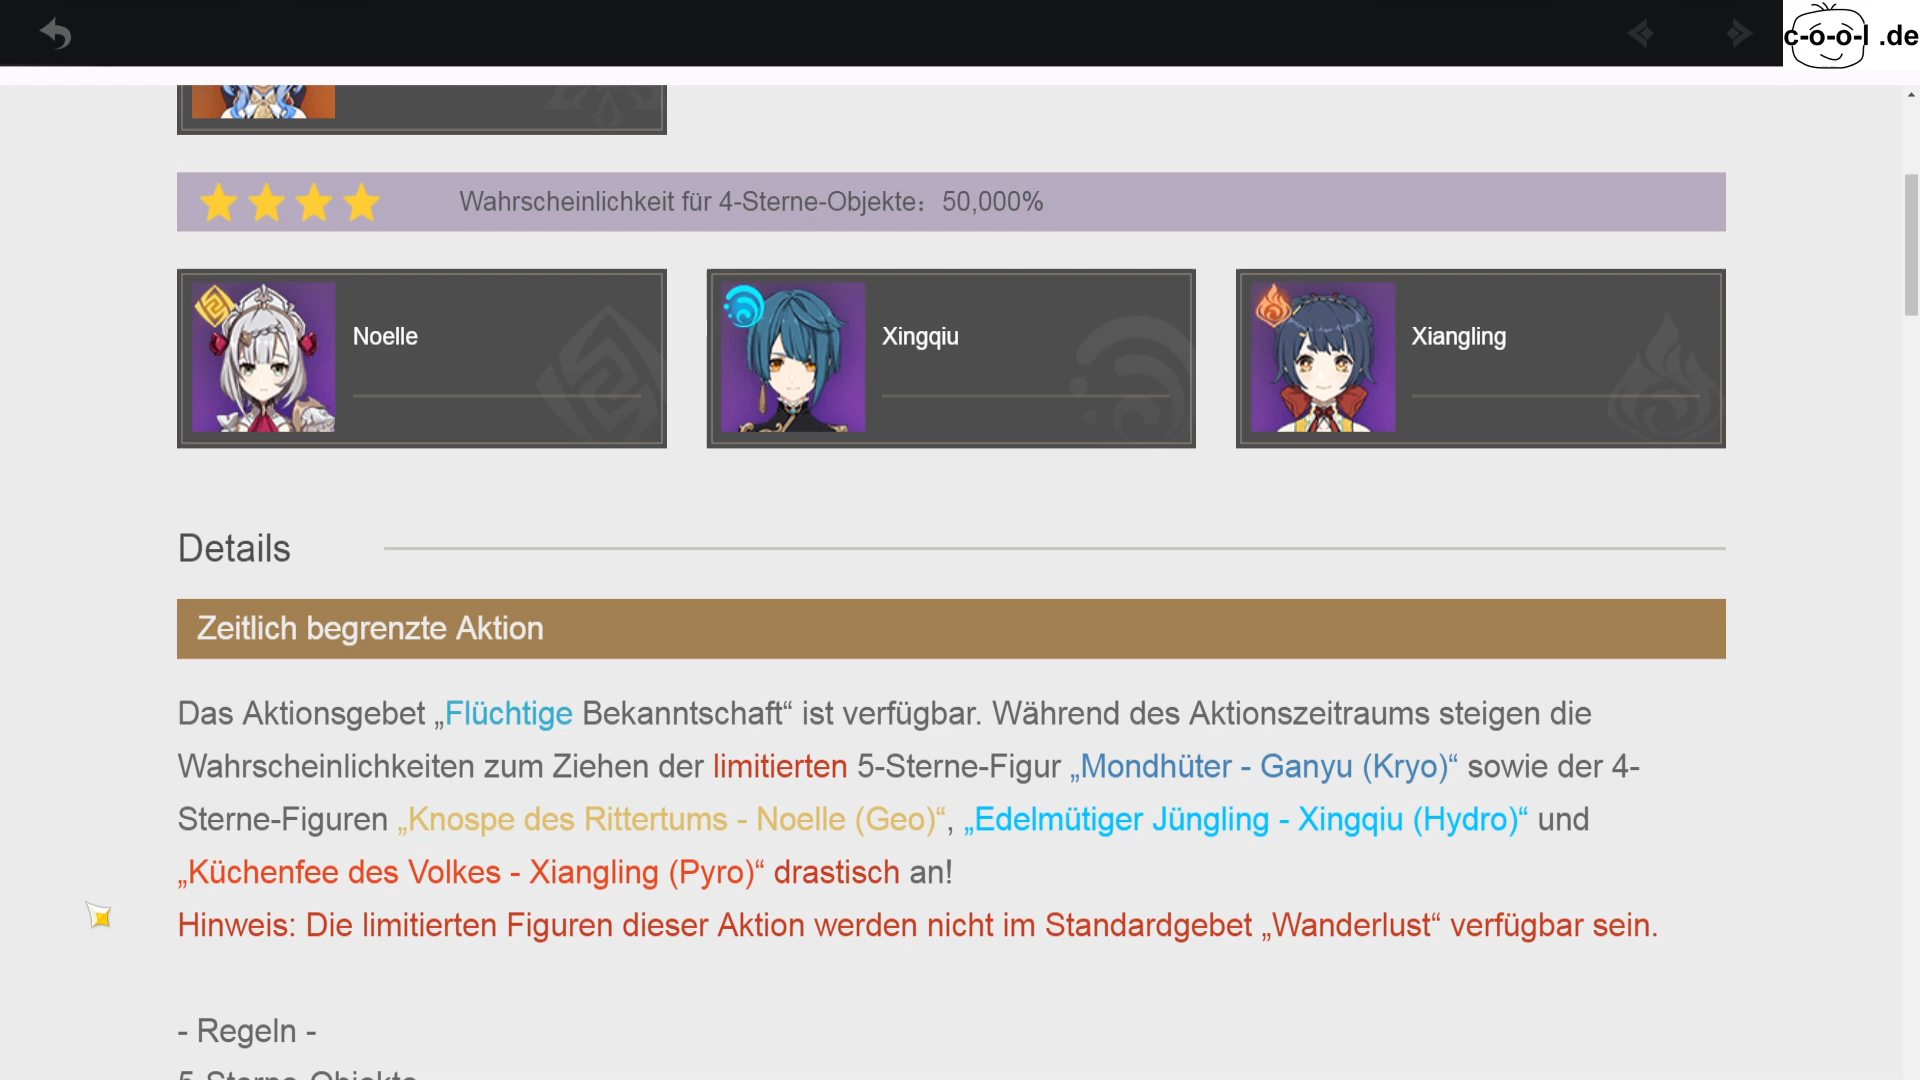 c-o-o-l .de
Wahrscheinlichkeit für 4-Sterne-Objekte: 50,000%
Noelle
Xingqiu
Xiangling
Details
Zeitlich begrenzte Aktion
Das Aktionsgebet „Flüchtige Bekanntschaft“ ist verfügbar. Während des Aktionszeitraums steigen die
Wahrscheinlichkeiten zum Ziehen der limitierten 5-Sterne-Figur „Mondhüter - Ganyu (Kryo)“ sowie der 4-
Sterne-Figuren „Knospe des Rittertums - Noelle (Geo)“, „Edelmütiger Jüngling - Xingqiu (Hydro)“ und
„Küchenfee des Volkes - Xiangling (Pyro)“ drastisch an!
Hinweis: Die limitierten Figuren dieser Aktion werden nicht im Standardgebet „Wanderlust“ verfügbar sein.
- Regeln -
5-Sterne-Objekte